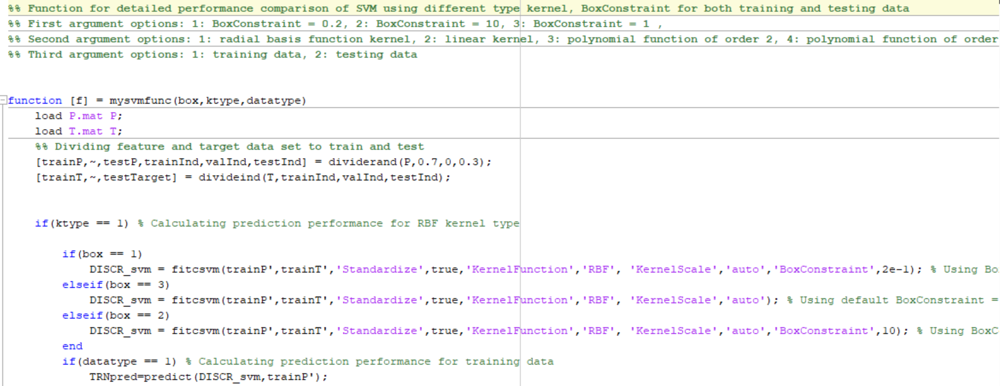 %% Function for detailed performance comparison of SVM using different type kernel, BoxConstraint for both training and testing data
%% First argument options: 1: BoxConstraint = 0.2, 2: BoxConstraint = 10, 3: BoxConstraint = 1 ,
%% Second argument options: 1: radial basis function kernel, 2: linear kernel, 3: polynomial function of order 2, 4: polynomial function of order
%% Third argument options: 1: training data, 2: testing data
function [f] = mysvmfunc(box,ktype,datatype)
load P.mat P;
load T.mat T;
%% Dividing feature and target data set to train and test
[trainP,~,testP,trainInd,valInd,testInd] = dividerand(P,0.7,0,0.3);
[trainT,~,testTarget] = divideind(T,trainInd,valInd,testInd);
if(ktype == 1) % Calculating prediction performance for RBF kernel type
if(box == 1)
DISCR_svm = fitcsvm(trainP',trainT','Standardize',true,'KernelFunction','RBF', 'KernelScale','auto','BoxConstraint',2e-1); % Using Bo
elseif(box == 3)
DISCR_svm = fitcsvm(trainP',trainT','Standardize',true,'KernelFunction','RBF', 'KernelScale','auto'); % Using default BoxConstraint =
elseif(box == 2)
DISCR_svm = fitcsvm(trainP',trainT','Standardize',true,'KernelFunction','RBF', 'KernelScale','auto','BoxConstraint',10); % Using BoxC
end
if(datatype == 1) % Calculating prediction performance for training data
TRNpred=predict(DISCR_svm,trainP');